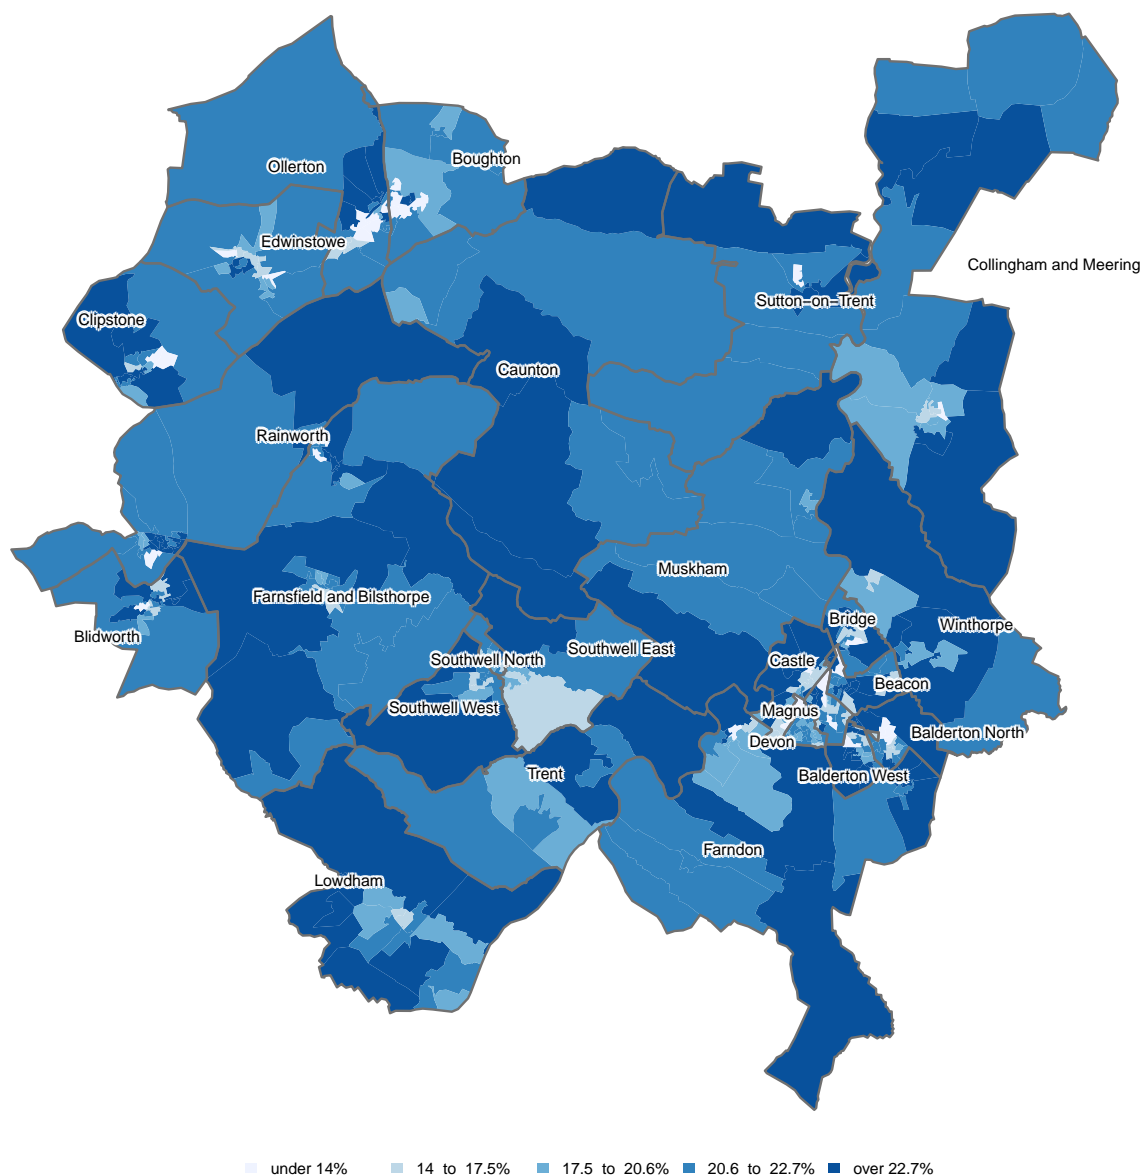 Ollerton
Boughton
Edwinstowe
Collingham and Meering
Sutton−on−Trent
Clipstone
Caunton
Rainworth
Muskham
Farnsfield and Bilsthorpe
Bridge
Winthorpe
Blidworth
Southwell East
Southwell North
Castle
Beacon
Southwell West
Magnus
Balderton North
Devon
Trent
Balderton West
Farndon
Lowdham
under 14% 14 to 17.5% 17.5 to 20.6% 20.6 to 22.7% over 22.7%